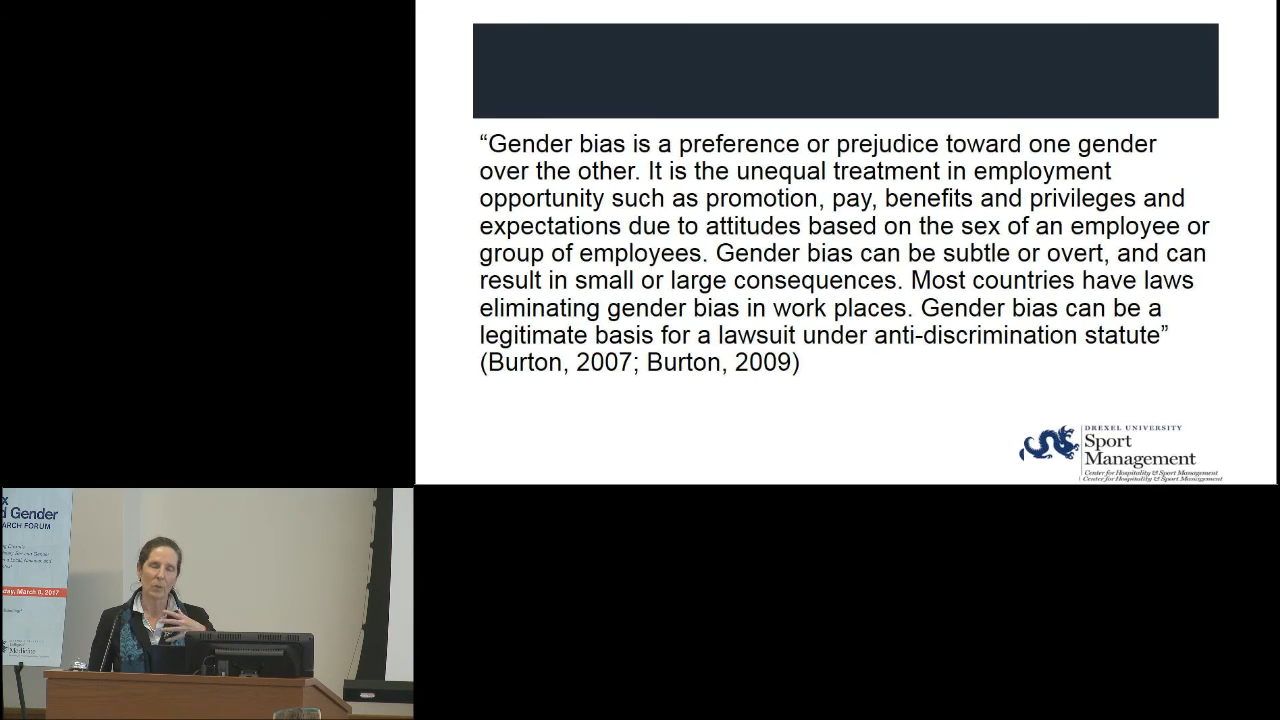 “Gender bias is a preference or prejudice toward one gender
over the other. It is the unequal treatment in employment
opportunity such as promotion, pay, benefits and privileges and
expectations due to attitudes based on the sex of an employee or
group of employees. Gender bias can be subtle or overt, and can
result in small or large consequences. Most countries have laws
eliminating gender bias in work places. Gender bias can be a
legitimate basis for a lawsuit under anti-discrimination statute”
(Burton, 2007; Burton, 2009)
DREXEL UNIVERSITY
Sport
Management
Center for Hospitality & Sport Management
Center for Hospitality & Sport Management
x
d Gender
ARCH FORUM
day, March 8, 2017
Medicine